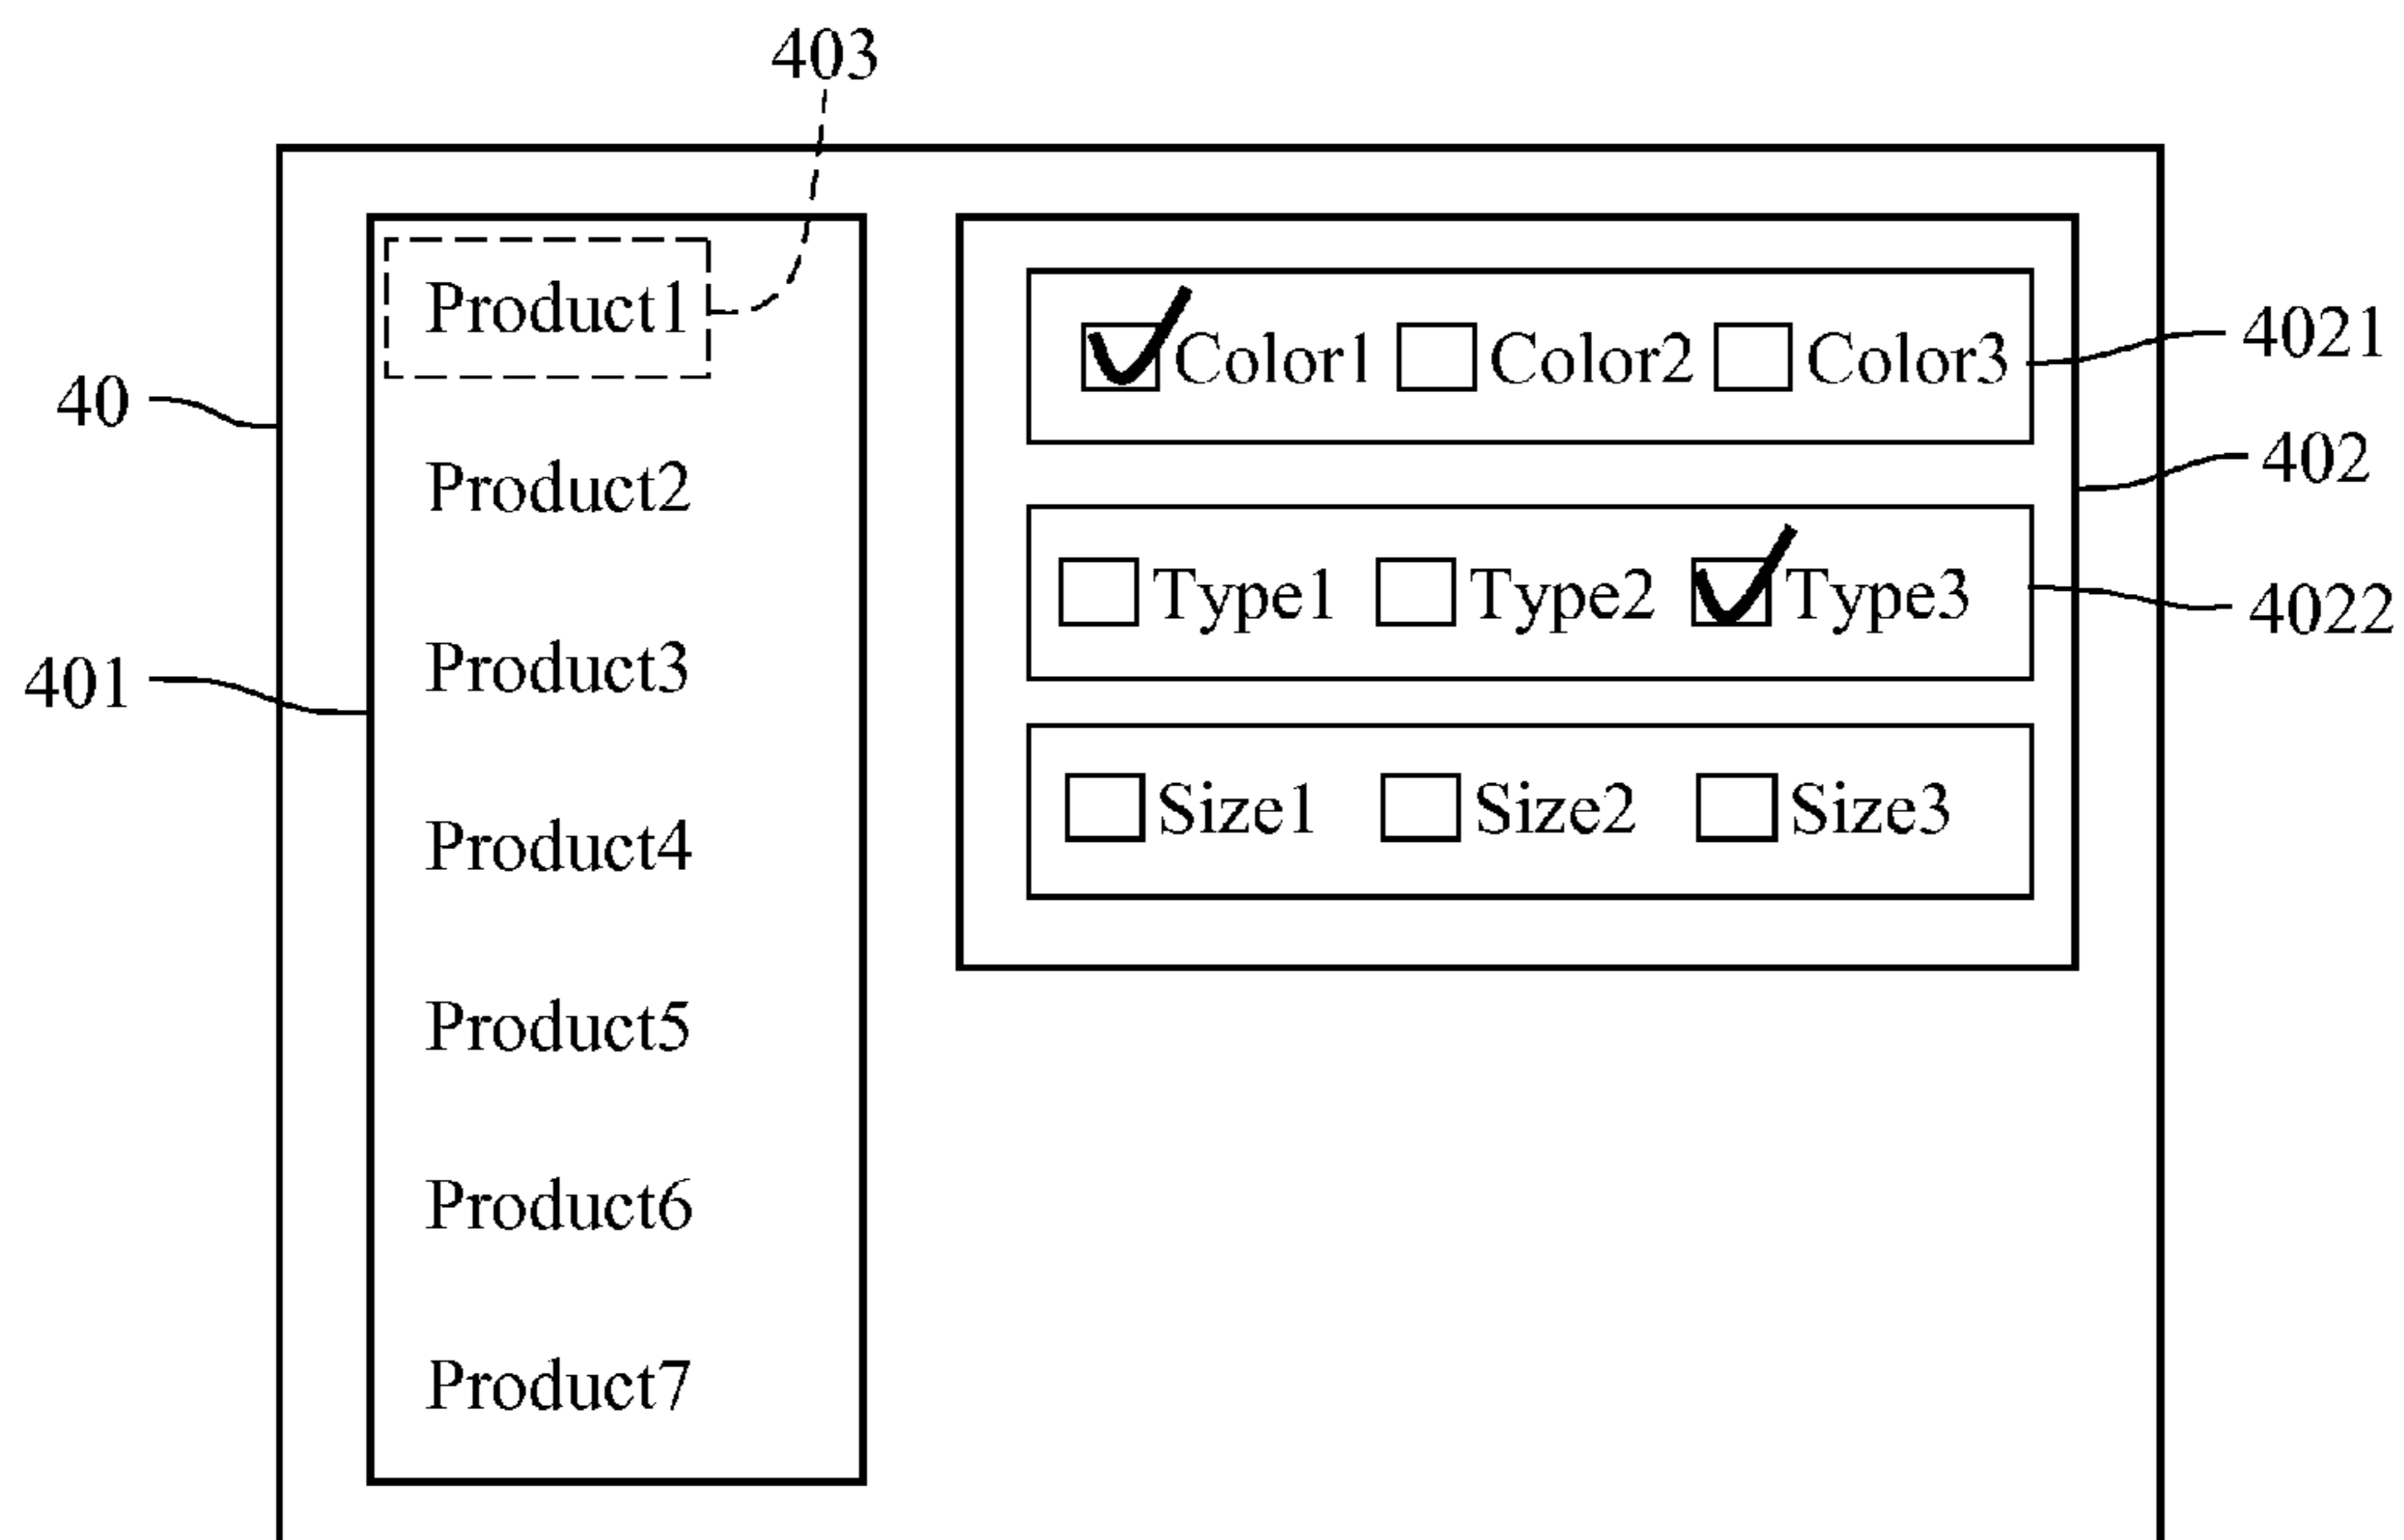 403
Product1
Product2
Product3
Product4
Product5
Product6
Product7
40
401
Color1 Color2 Color3
Type1 Type2 Type3
Size1 Size2 Size3
4021
402
4022